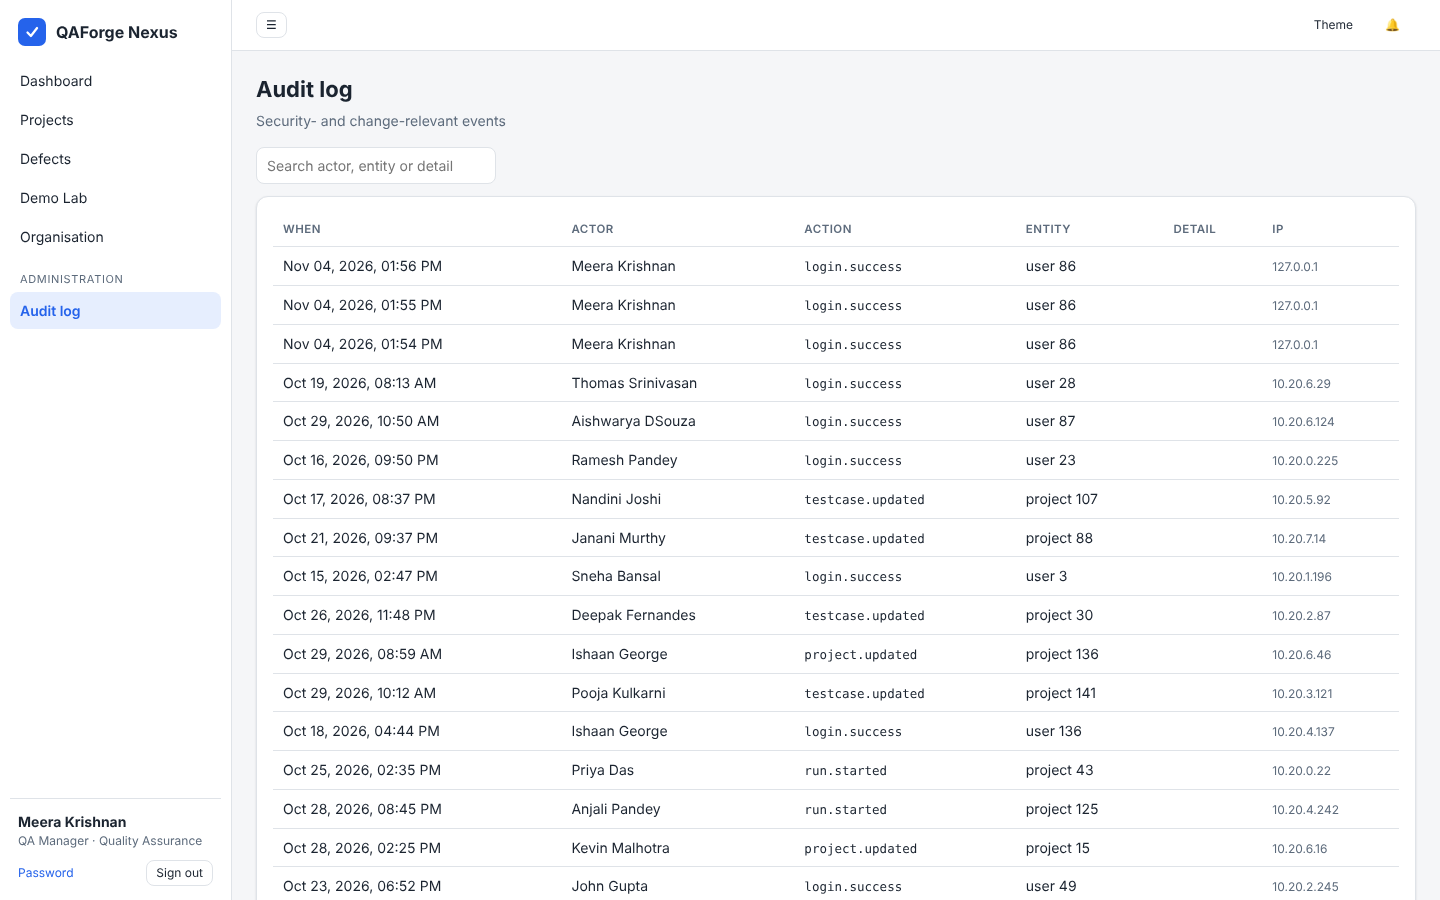 QAForge Nexus
Dashboard
Projects
Defects
Demo Lab
Organisation
ADMINISTRATION
Audit log
Meera Krishnan
QA Manager · Quality Assurance
Password Sign out
☰ Theme 🔔
Audit log
Security- and change-relevant events
Search actor, entity or detail
WHEN ACTOR ACTION ENTITY DETAIL IP
Nov 04, 2026, 01:56 PM Meera Krishnan login.success user 86 127.0.0.1
Nov 04, 2026, 01:55 PM Meera Krishnan login.success user 86 127.0.0.1
Nov 04, 2026, 01:54 PM Meera Krishnan login.success user 86 127.0.0.1
Oct 19, 2026, 08:13 AM Thomas Srinivasan login.success user 28 10.20.6.29
Oct 29, 2026, 10:50 AM Aishwarya DSouza login.success user 87 10.20.6.124
Oct 16, 2026, 09:50 PM Ramesh Pandey login.success user 23 10.20.0.225
Oct 17, 2026, 08:37 PM Nandini Joshi testcase.updated project 107 10.20.5.92
Oct 21, 2026, 09:37 PM Janani Murthy testcase.updated project 88 10.20.7.14
Oct 15, 2026, 02:47 PM Sneha Bansal login.success user 3 10.20.1.196
Oct 26, 2026, 11:48 PM Deepak Fernandes testcase.updated project 30 10.20.2.87
Oct 29, 2026, 08:59 AM Ishaan George project.updated project 136 10.20.6.46
Oct 29, 2026, 10:12 AM Pooja Kulkarni testcase.updated project 141 10.20.3.121
Oct 18, 2026, 04:44 PM Ishaan George login.success user 136 10.20.4.137
Oct 25, 2026, 02:35 PM Priya Das run.started project 43 10.20.0.22
Oct 28, 2026, 08:45 PM Anjali Pandey run.started project 125 10.20.4.242
Oct 28, 2026, 02:25 PM Kevin Malhotra project.updated project 15 10.20.6.16
Oct 23, 2026, 06:52 PM John Gupta login.success user 49 10.20.2.245